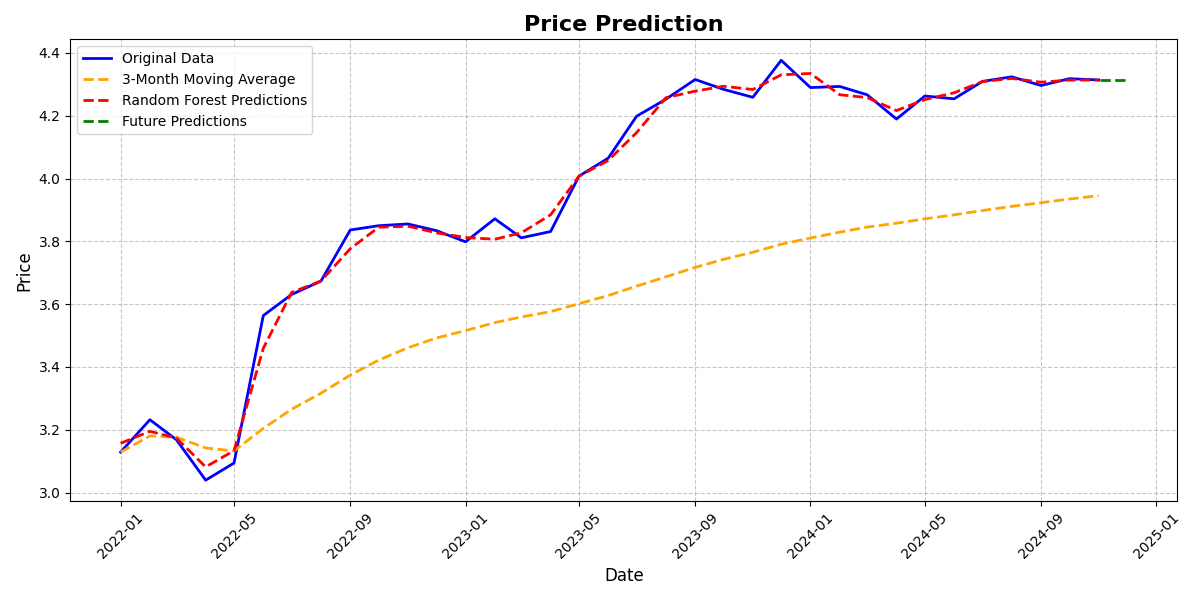 Price Prediction
Original Data
3-Month Moving Average
Random Forest Predictions
Future Predictions
Price
4.4
4.2
4.0
3.8
3.6
3.4
3.2
3.0
2022-01
2022-05
2022-09
2023-01
2023-05
2023-09
2024-01
2024-05
2024-09
2025-01
Date